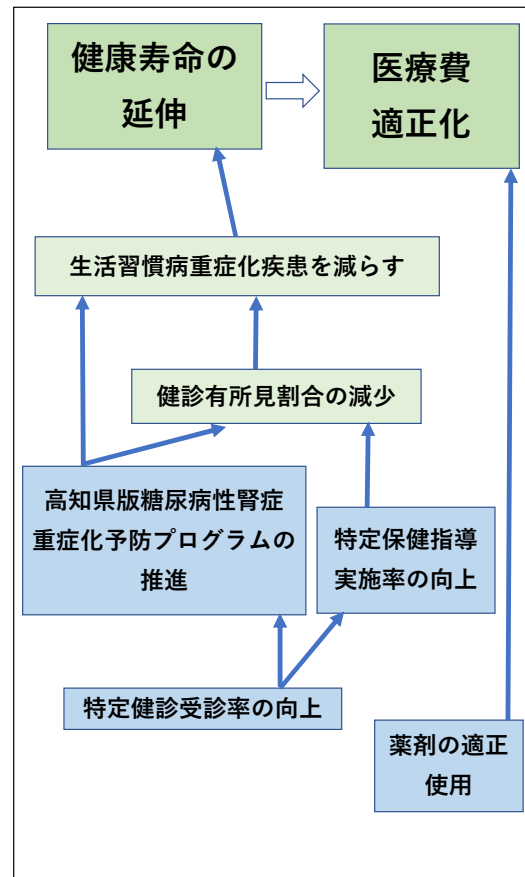 健康寿命の
延伸
医療費
適正化
生活習慣病重症化疾患を減らす
健診有所見割合の減少
高知県版糖尿病性腎症
重症化予防プログラムの
推進
特定保健指導
実施率の向上
特定健診受診率の向上
薬剤の適正
使用